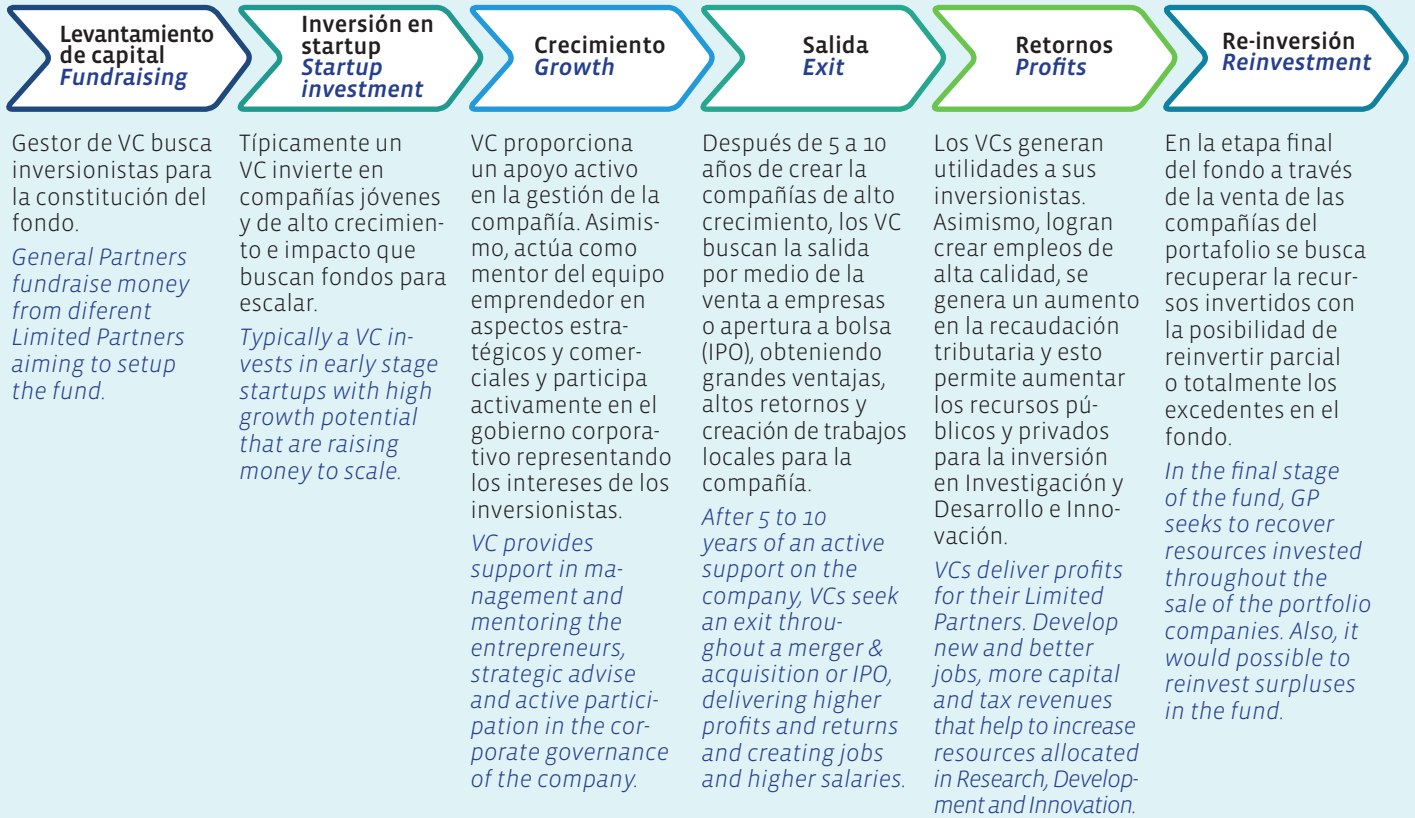 Levantamiento
de capital
Fundraising
Inversión en
startup
Startup
investment
Crecimiento
Growth
Salida
Exit
Retornos
Profits
Re-inversión
Reinvestment
Gestor de VC busca
inversionistas para
la constitución del
fondo.
General Partners
fundraise money
from diferent
Limited Partners
aiming to setup
the fund.
Típicamente un
VC invierte en
compañías jóvenes
y de alto crecimien-
to e impacto que
buscan fondos para
escalar.
Typically a VC in-
vests in early stage
startups with high
growth potential
that are raising
money to scale.
VC proporciona
un apoyo activo
en la gestión de la
compañía. Asimis-
mo, actúa como
mentor del equipo
emprendedor en
aspectos estra-
tégicos y comer-
ciales y participa
activamente en el
gobierno corpora-
tivo representando
los intereses de los
inversionistas.
VC provides
support in ma-
nagement and
mentoring the
entrepreneurs,
strategic advise
and active partici-
pation in the cor-
porate governance
of the company.
Después de 5 a 10
años de crear la
compañías de alto
crecimiento, los VC
buscan la salida
por medio de la
venta a empresas
o apertura a bolsa
(IPO), obteniendo
grandes ventajas,
altos retornos y
creación de trabajos
locales para la
compañía.
After 5 to 10
years of an active
support on the
company, VCs seek
an exit throu-
ghout a merger &
acquisition or IPO,
delivering higher
profits and returns
and creating jobs
and higher salaries.
Los VCs generan
utilidades a sus
inversionistas.
Asimismo, logran
crear empleos de
alta calidad, se
genera un aumento
en la recaudación
tributaria y esto
permite aumentar
los recursos pú-
blicos y privados
para la inversión
en Investigación y
Desarrollo e Inno-
vación.
VCs deliver profits
for their Limited
Partners. Develop
new and better
jobs, more capital
and tax revenues
that help to increase
resources allocated
in Research, Develop-
ment and Innovation.
En la etapa final
del fondo a través
de la venta de las
compañías del
portafolio se busca
recuperar la recur-
sos invertidos con
la posibilidad de
reinvertir parcial
o totalmente los
excedentes en el
fondo.
In the final stage
of the fund, GP
seeks to recover
resources invested
throughout the
sale of the portfolio
companies. Also, it
would possible to
reinvest surpluses
in the fund.